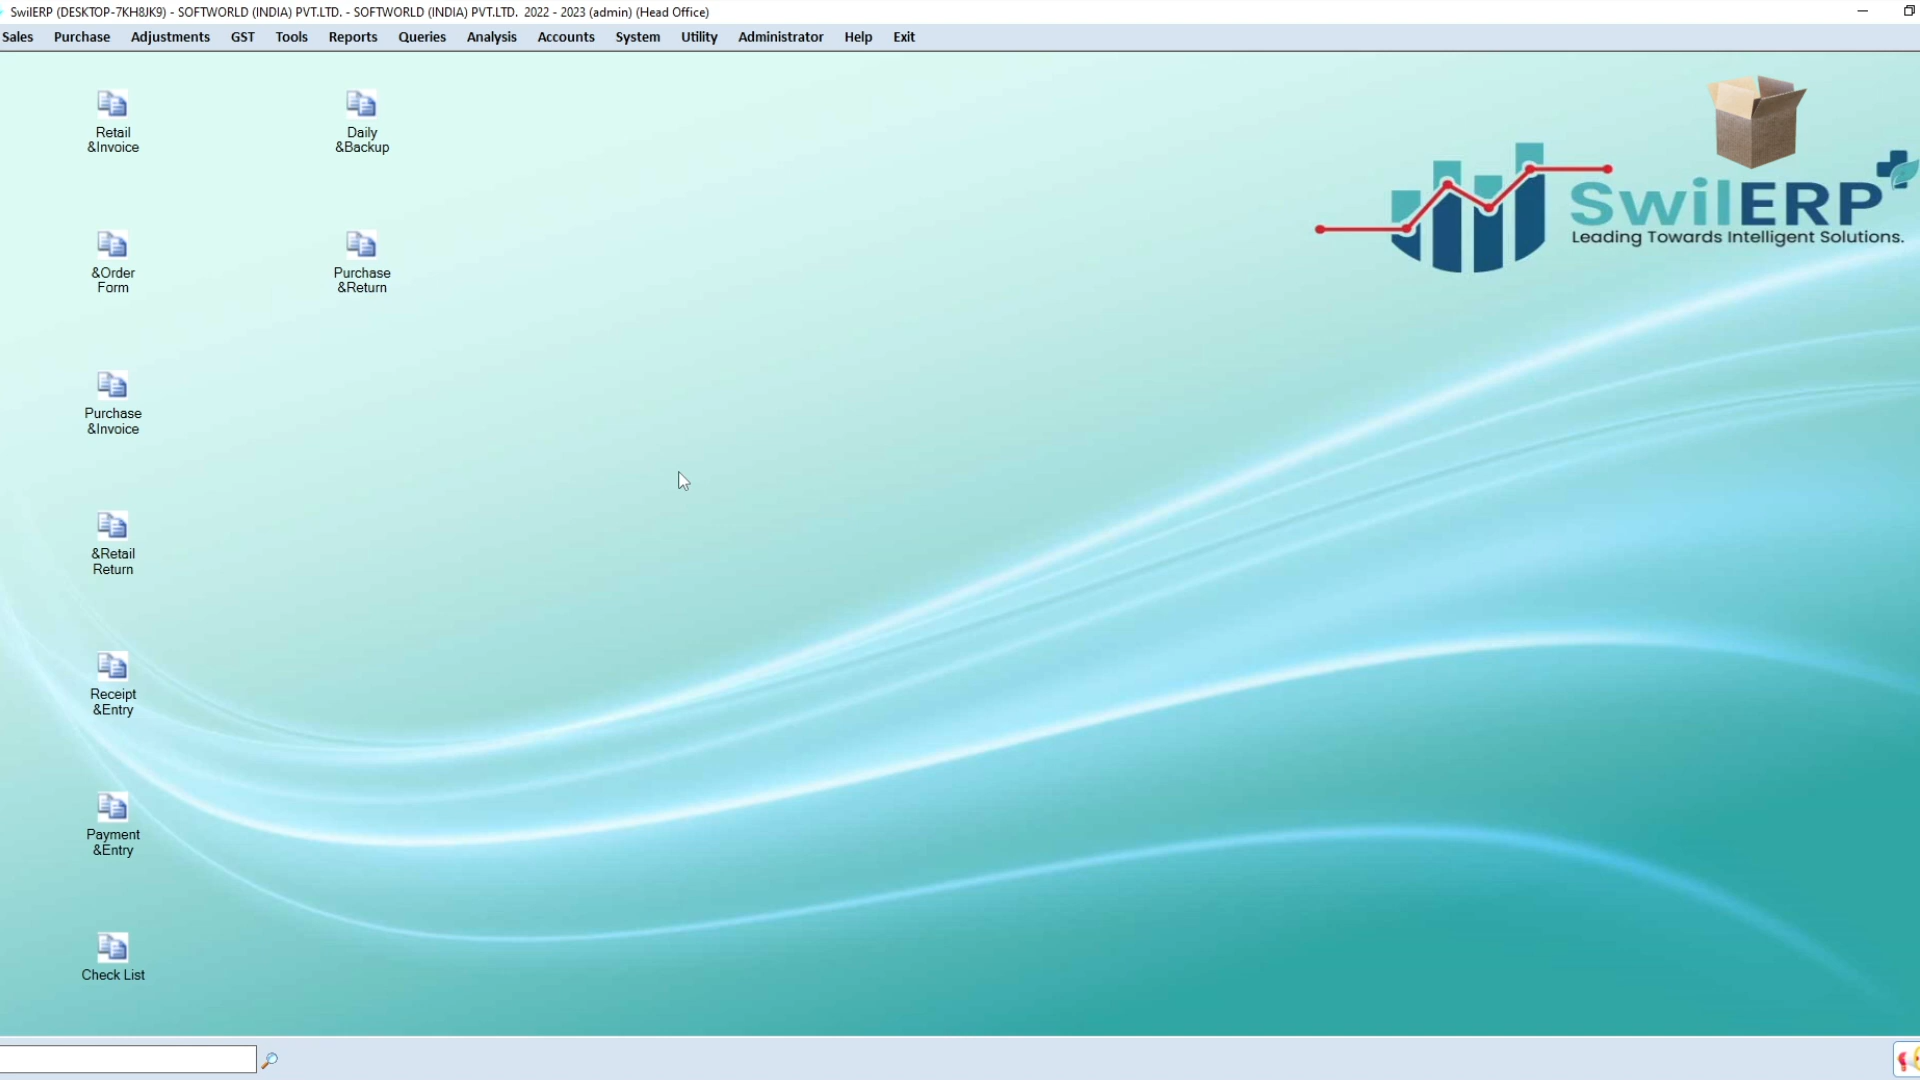 SwilERP (DESKTOP-7KH8JK9) - SOFTWORLD (INDIA) PVT.LTD. - SOFTWORLD (INDIA) PVT.LTD. 2022 - 2023 (admin) (Head Office)
Sales Purchase Adjustments GST Tools Reports Queries Analysis Accounts System Utility Administrator Help Exit
Retail
&Invoice
Daily
&Backup
SwilERP
Leading Towards Intelligent Solutions.
&Order
Form
Purchase
&Return
Purchase
&Invoice
&Retail
Return
Receipt
&Entry
Payment
&Entry
Check List